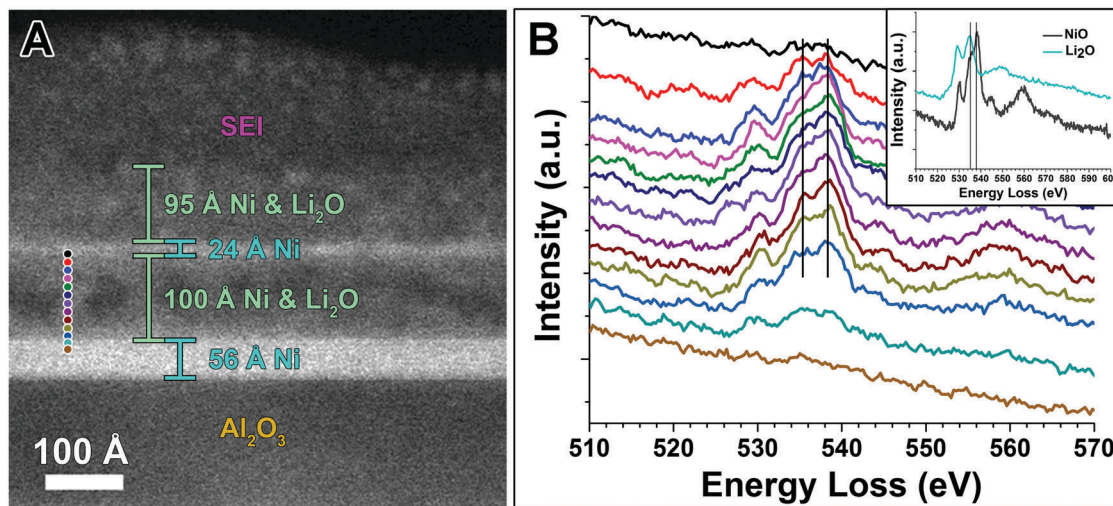 A
SEI
95 Å Ni & Li₂O
24 Å Ni
100 Å Ni & Li₂O
56 Å Ni
Al₂O₃
100 Å
B
Intensity (a.u.)
510 520 530 540 550 560 570
Energy Loss (eV)
Intensity (a.u.)
NiO
Li₂O
510 520 530 540 550 560 570 580 590 60
Energy Loss (eV)